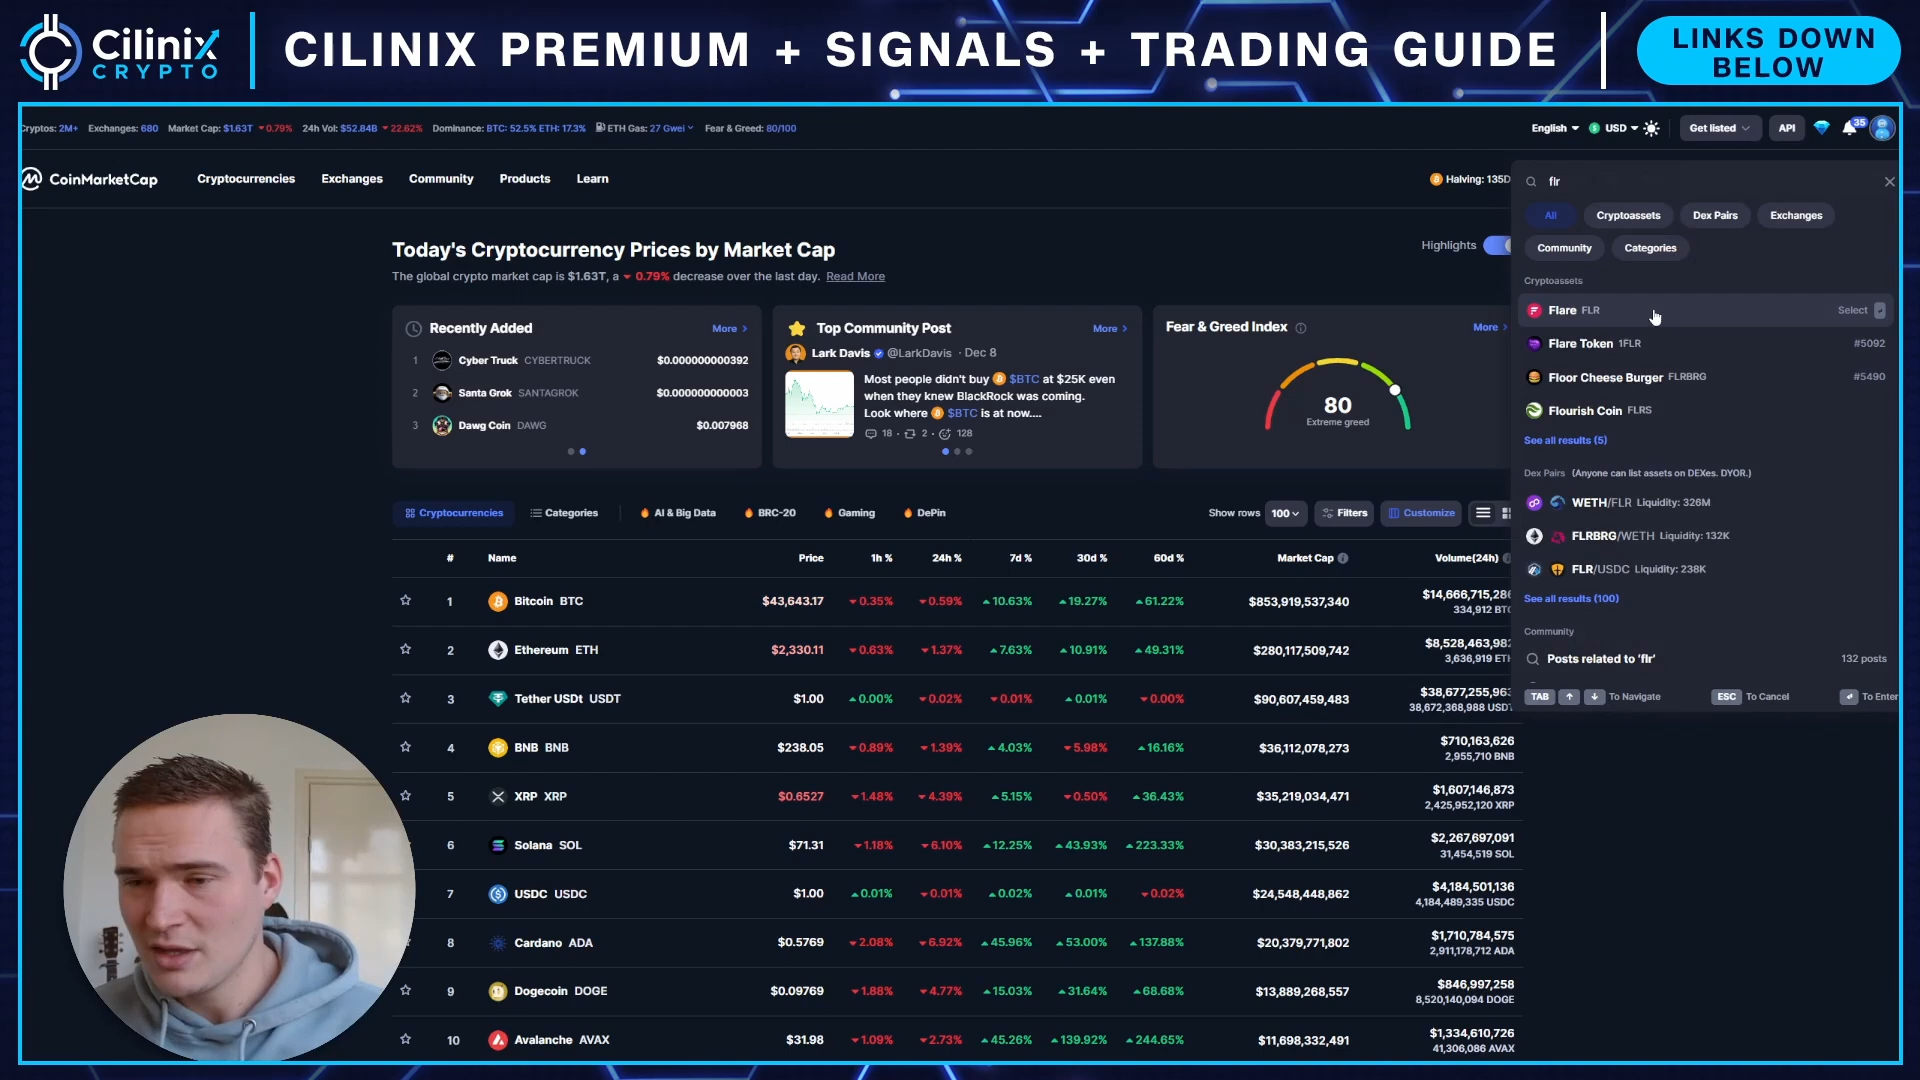 Cilinix CRYPTO
CILINIX PREMIUM + SIGNALS + TRADING GUIDE
LINKS DOWN BELOW
Cryptos: 2M+ Exchanges: 680 Market Cap: $1.63T 0.79% 24h Vol: $52.84B 22.62% Dominance: BTC: 52.5% ETH: 17.3% ETH Gas: 27 Gwei Fear & Greed: 80/100
English USD Get listed API 35
CoinMarketCap Cryptocurrencies Exchanges Community Products Learn
Halving: 135D
flr
All Cryptoassets Dex Pairs Exchanges
Community Categories
Cryptoassets
Flare FLR Select
Flare Token 1FLR #5092
Floor Cheese Burger FLRBRG #5490
Flourish Coin FLRS
See all results (5)
Dex Pairs (Anyone can list assets on DEXes. DYOR.)
WETH/FLR Liquidity: 326M
FLRBRG/WETH Liquidity: 132K
FLR/USDC Liquidity: 238K
See all results (100)
Community
Posts related to 'flr' 132 posts
TAB To Navigate ESC To Cancel To Enter
Today's Cryptocurrency Prices by Market Cap
Highlights
The global crypto market cap is $1.63T, a 0.79% decrease over the last day. Read More
Recently Added More
1 Cyber Truck CYBERTRUCK $0.000000000392
2 Santa Grok SANTAGROK $0.000000000003
3 Dawg Coin DAWG $0.007968
Top Community Post More
Lark Davis @LarkDavis · Dec 8
Most people didn't buy $BTC at $25K even
when they knew BlackRock was coming.
Look where $BTC is at now....
18 · 2 · 128
Fear & Greed Index More
80
Extreme greed
Cryptocurrencies Categories AI & Big Data BRC-20 Gaming DePin
Show rows 100 Filters Customize
# Name Price 1h % 24h % 7d % 30d % 60d % Market Cap Volume(24h)
1 Bitcoin BTC $43,643.17 0.35% 0.59% 10.63% 19.27% 61.22% $853,919,537,340 $14,666,715,286
334,912 BTC
2 Ethereum ETH $2,330.11 0.63% 1.37% 7.63% 10.91% 49.31% $280,117,509,742 $8,528,463,982
3,636,919 ETH
3 Tether USDt USDT $1.00 0.00% 0.02% 0.01% 0.01% 0.00% $90,607,459,483 $38,677,255,963
38,672,368,988 USDT
4 BNB BNB $238.05 0.89% 1.39% 4.03% 5.98% 16.16% $36,112,078,273 $710,163,626
2,955,710 BNB
5 XRP XRP $0.6527 1.48% 4.39% 5.15% 0.50% 36.43% $35,219,034,471 $1,607,146,873
2,425,952,120 XRP
6 Solana SOL $71.31 1.18% 6.10% 12.25% 43.93% 223.33% $30,383,215,526 $2,267,697,091
31,454,519 SOL
7 USDC USDC $1.00 0.01% 0.01% 0.02% 0.01% 0.02% $24,548,448,862 $4,184,501,136
4,184,489,335 USDC
8 Cardano ADA $0.5769 2.08% 6.92% 45.96% 53.00% 137.88% $20,379,771,802 $1,710,784,575
2,911,178,712 ADA
9 Dogecoin DOGE $0.09769 1.88% 4.77% 15.03% 31.64% 68.68% $13,889,268,557 $846,997,258
8,520,140,094 DOGE
10 Avalanche AVAX $31.98 1.09% 2.73% 45.26% 139.92% 244.65% $11,698,332,491 $1,334,610,726
41,306,086 AVAX